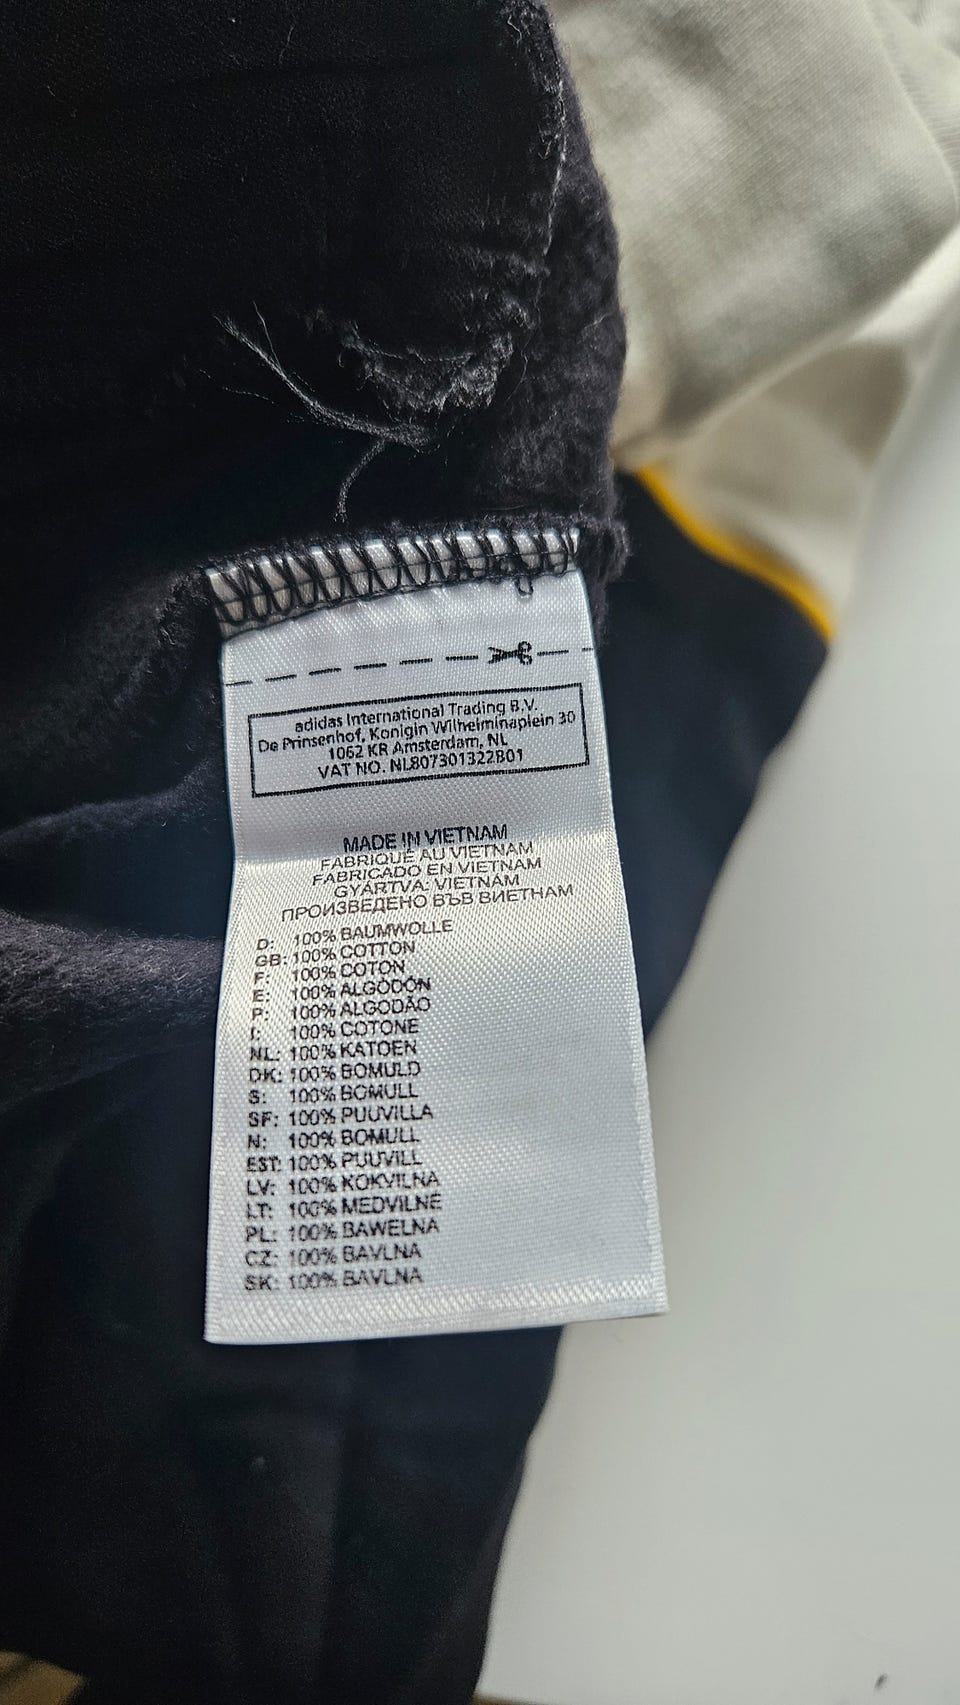 adidas International Trading B.V.
De Prinsenhof, Konigin Wilhelminaplein 30
1062 KR Amsterdam, NL
VAT NO. NL807301322B01
MADE IN VIETNAM
FABRIQUÉ AU VIETNAM
FABRICADO EN VIETNAM
GYÁRTVA: VIETNÁM
ПРОИЗВЕДЕНО ВЪВ ВИЕТНАМ
D: 100% BAUMWOLLE
GB: 100% COTTON
F: 100% COTON
E: 100% ALGODÓN
P: 100% ALGODÃO
I: 100% COTONE
NL: 100% KATOEN
DK: 100% BOMULD
S: 100% BOMULL
SF: 100% PUUVILLA
N: 100% BOMULL
EST: 100% PUUVILL
LV: 100% KOKVILNA
LT: 100% MEDVILNĖ
PL: 100% BAWEŁNA
CZ: 100% BAVLNA
SK: 100% BAVLNA